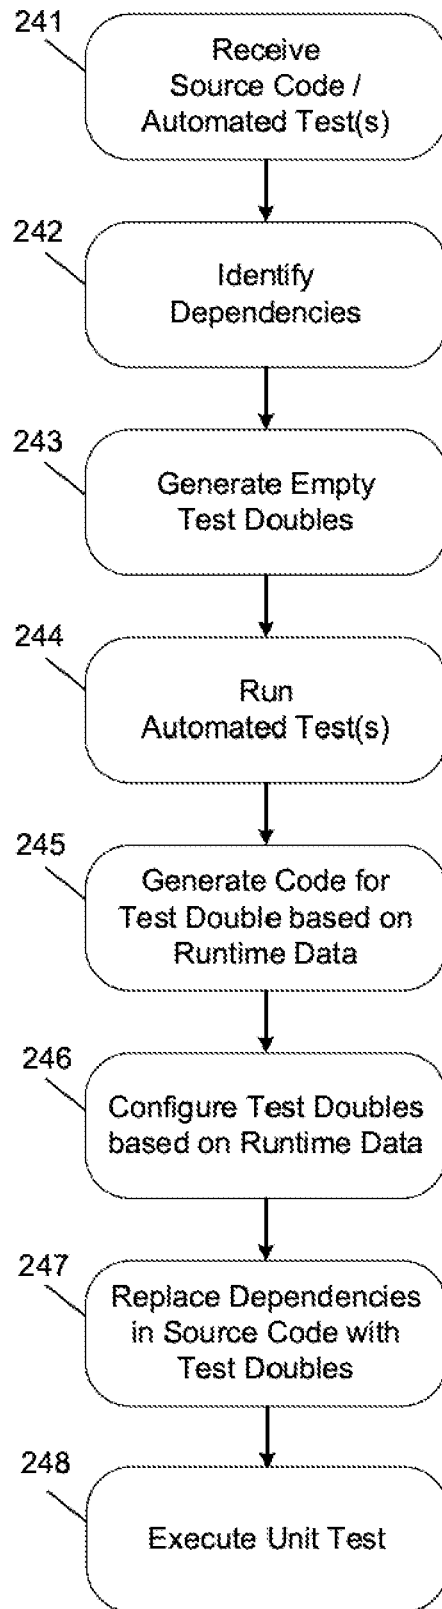 241
Receive
Source Code /
Automated Test(s)
242
Identify
Dependencies
243
Generate Empty
Test Doubles
244
Run
Automated Test(s)
245
Generate Code for
Test Double based on
Runtime Data
246
Configure Test Doubles
based on Runtime Data
247
Replace Dependencies
in Source Code with
Test Doubles
248
Execute Unit Test